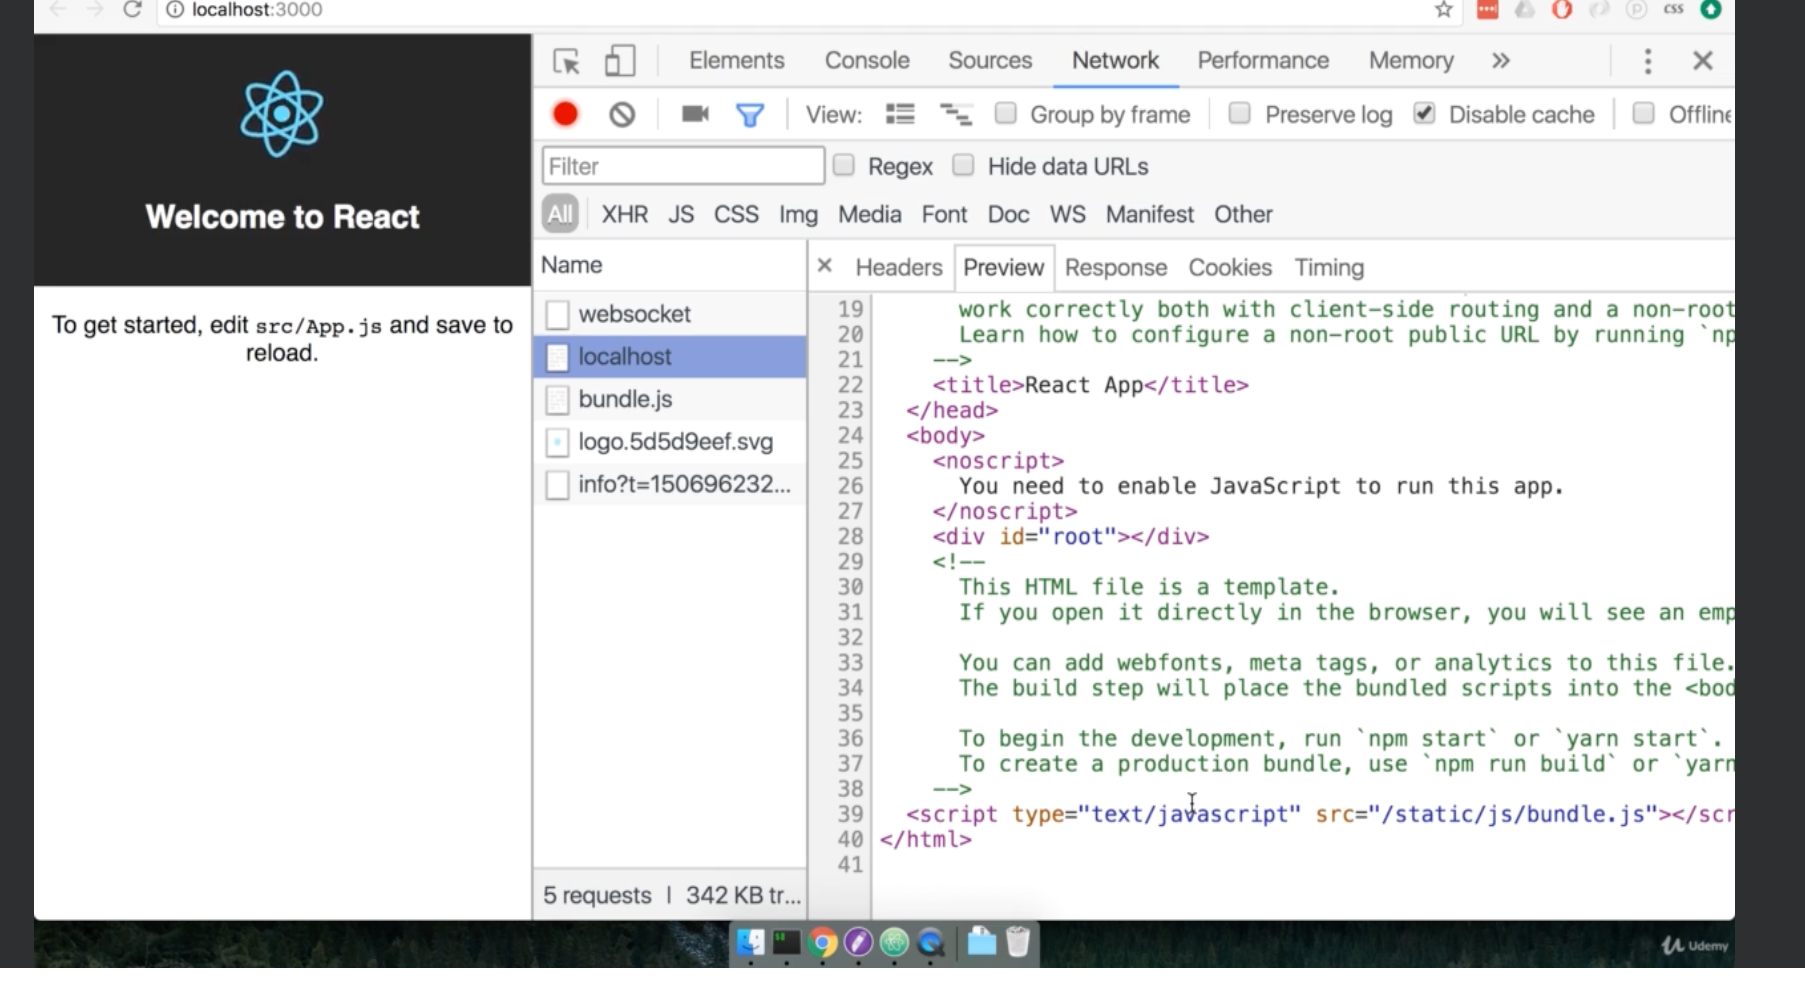 localhost:3000
css
Welcome to React
To get started, edit src/App.js and save to
reload.
Elements Console Sources Network Performance Memory »
View: Group by frame Preserve log Disable cache Offline
Filter Regex Hide data URLs
All XHR JS CSS Img Media Font Doc WS Manifest Other
Name
websocket
localhost
bundle.js
logo.5d5d9eef.svg
info?t=150696232...
5 requests | 342 KB tr...
× Headers Preview Response Cookies Timing
19 work correctly both with client-side routing and a non-root
20 Learn how to configure a non-root public URL by running `np
21 -->
22 <title>React App</title>
23 </head>
24 <body>
25 <noscript>
26 You need to enable JavaScript to run this app.
27 </noscript>
28 <div id="root"></div>
29 <!--
30 This HTML file is a template.
31 If you open it directly in the browser, you will see an emp
32
33 You can add webfonts, meta tags, or analytics to this file.
34 The build step will place the bundled scripts into the <bod
35
36 To begin the development, run `npm start` or `yarn start`.
37 To create a production bundle, use `npm run build` or `yarn
38 -->
39 <script type="text/javascript" src="/static/js/bundle.js"></scr
40 </html>
41
Udemy